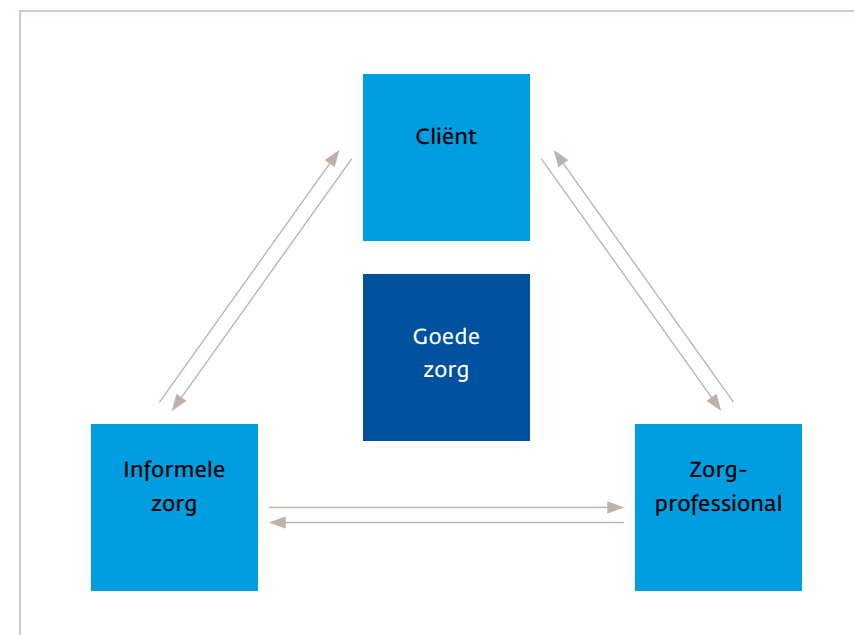 Cliënt
Goede
zorg
Informele
zorg
Zorg-
professional